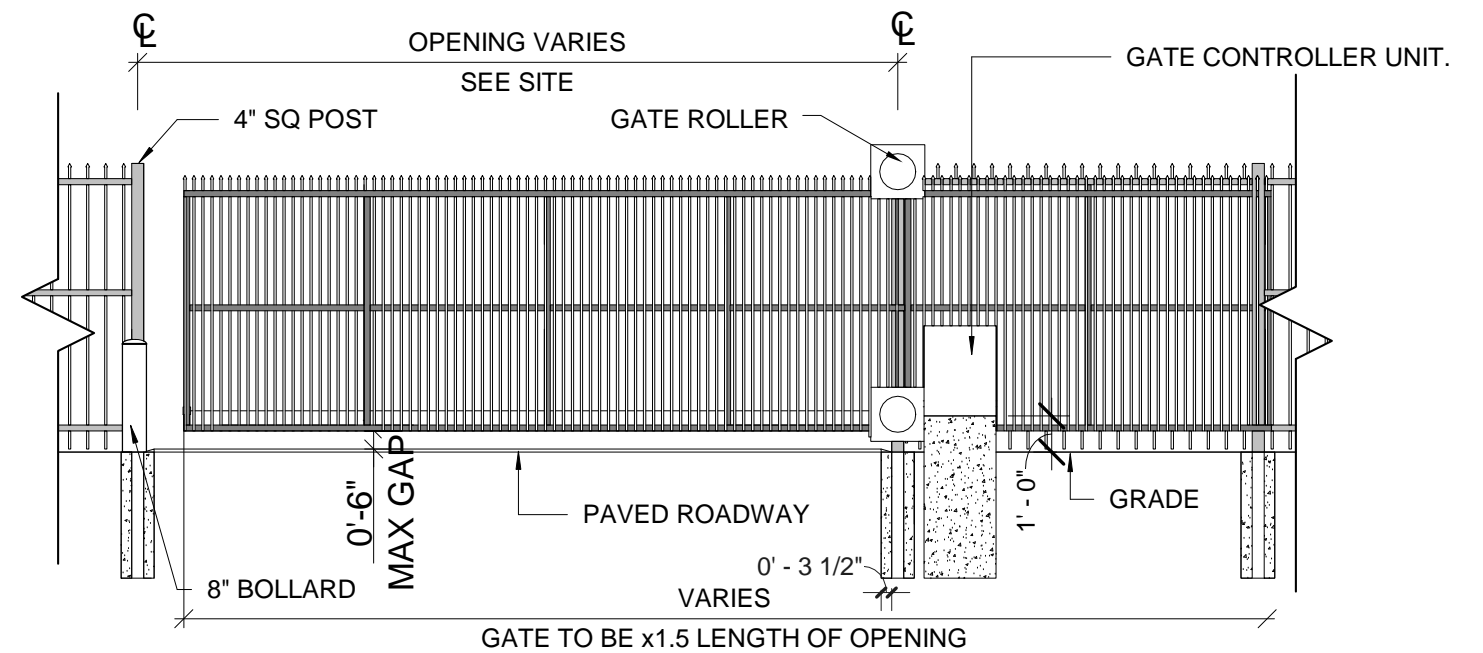 ℄
℄
OPENING VARIES
SEE SITE
GATE CONTROLLER UNIT.
4" SQ POST
GATE ROLLER
0'-6"
MAX GAP
1' - 0"
GRADE
PAVED ROADWAY
0' - 3 1/2"
8" BOLLARD
VARIES
GATE TO BE x1.5 LENGTH OF OPENING